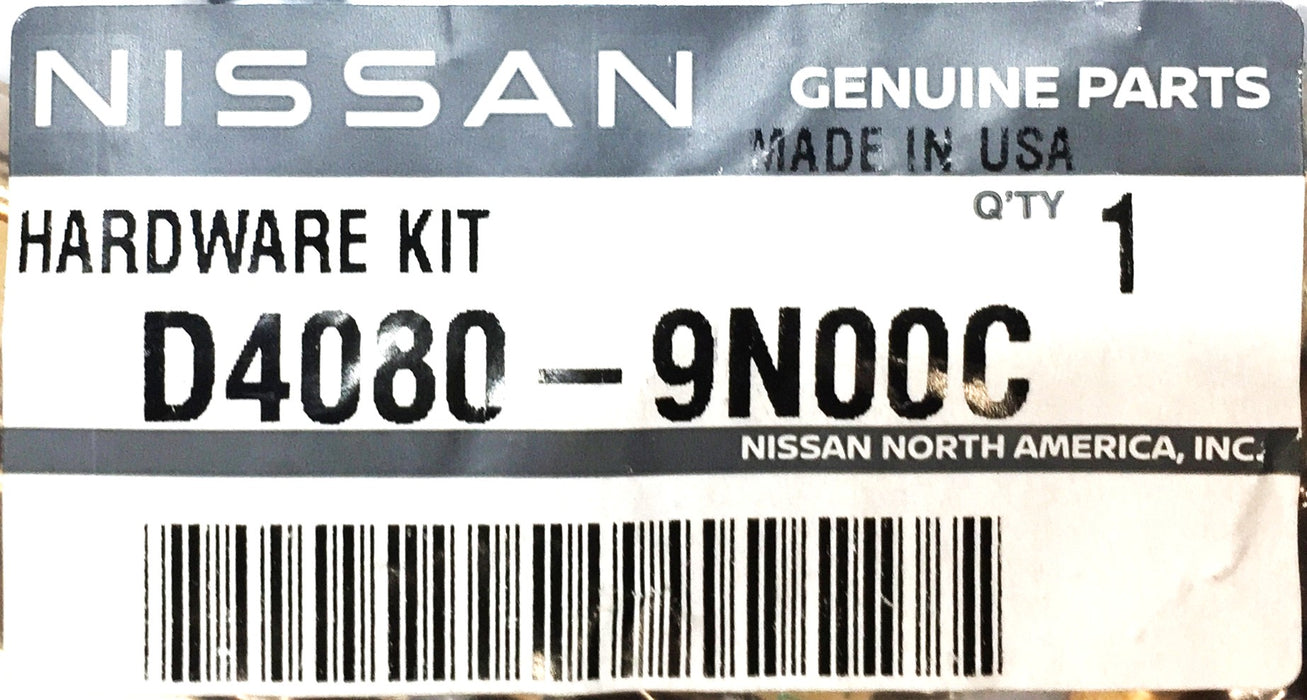 NISSAN GENUINE PARTS
MADE IN USA
Q'TY 1
HARDWARE KIT
D4080-9N00C
NISSAN NORTH AMERICA, INC.